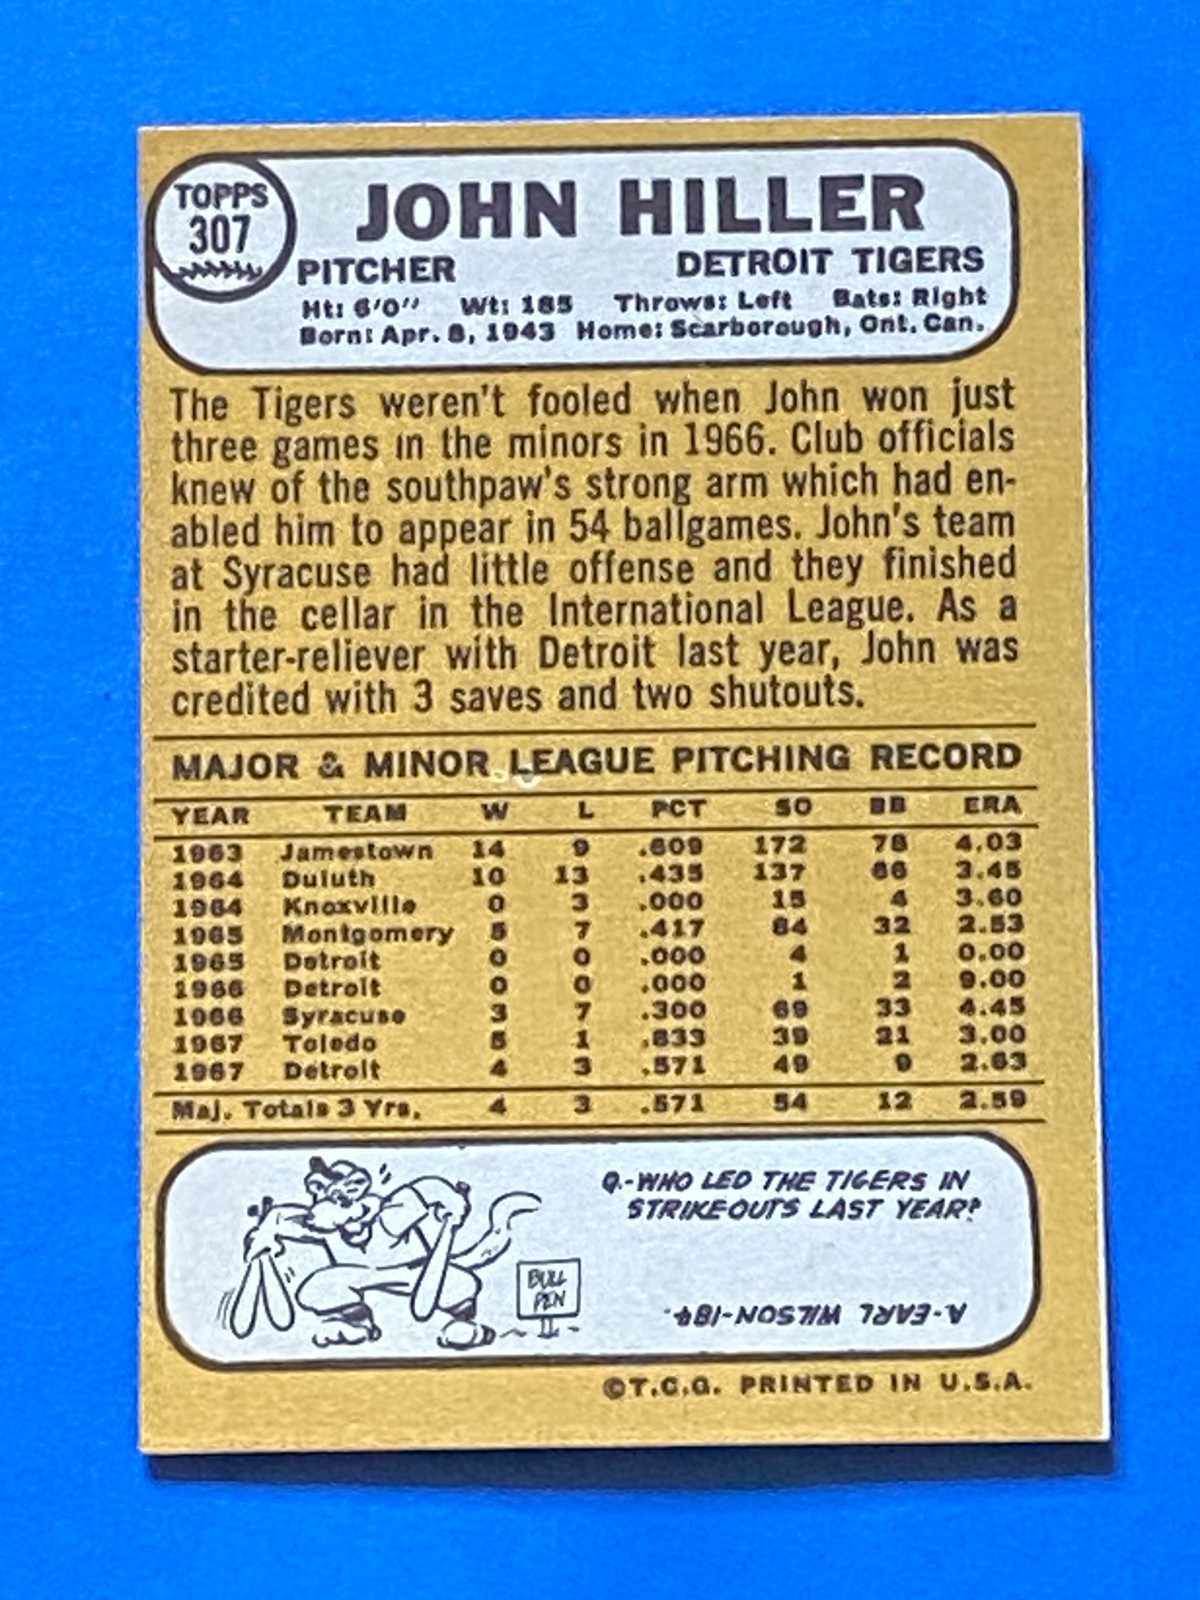 TOPPS
307
JOHN HILLER
PITCHER DETROIT TIGERS
Ht: 6'0" Wt: 185 Throws: Left Bats: Right
Born: Apr. 8, 1943 Home: Scarborough, Ont. Can.
The Tigers weren't fooled when John won just
three games in the minors in 1966. Club officials
knew of the southpaw's strong arm which had en-
abled him to appear in 54 ballgames. John's team
at Syracuse had little offense and they finished
in the cellar in the International League. As a
starter-reliever with Detroit last year, John was
credited with 3 saves and two shutouts.
MAJOR & MINOR LEAGUE PITCHING RECORD
YEAR TEAM W L PCT SO BB ERA
1963 Jamestown 14 9 .609 172 78 4.03
1964 Duluth 10 13 .435 137 66 3.45
1964 Knoxville 0 3 .000 15 4 3.60
1965 Montgomery 5 7 .417 84 32 2.53
1965 Detroit 0 0 .000 4 1 0.00
1966 Detroit 0 0 .000 1 2 9.00
1966 Syracuse 3 7 .300 69 33 4.45
1967 Toledo 5 1 .833 39 21 3.00
1967 Detroit 4 3 .571 49 9 2.63
Maj. Totals 3 Yrs. 4 3 .571 54 12 2.59
Q.-WHO LED THE TIGERS IN
STRIKEOUTS LAST YEAR?
BULL
PEN
A-EARL WILSON-184.
©T.C.G. PRINTED IN U.S.A.